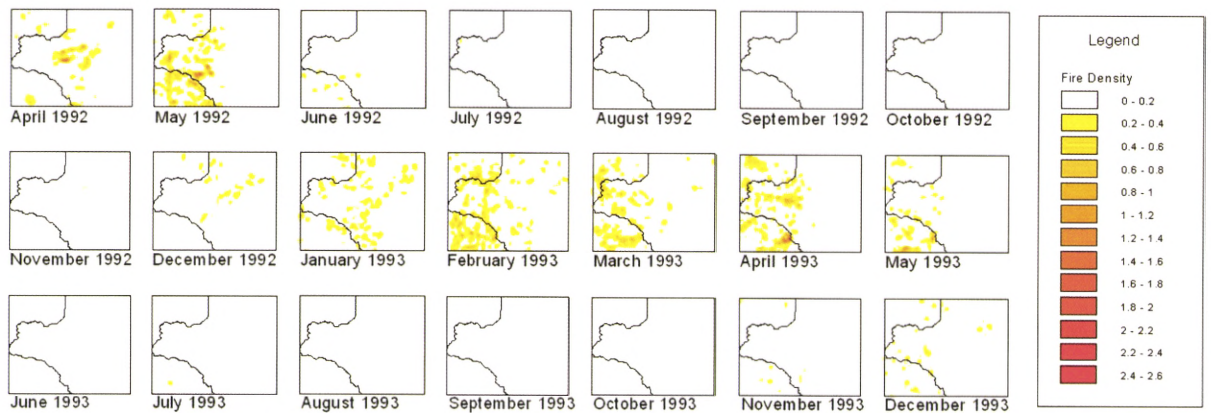 April 1992
May 1992
June 1992
July 1992
August 1992
September 1992
October 1992
November 1992
December 1992
January 1993
February 1993
March 1993
April 1993
May 1993
June 1993
July 1993
August 1993
September 1993
October 1993
November 1993
December 1993
Legend
Fire Density
0 - 0.2
0.2 - 0.4
0.4 - 0.6
0.6 - 0.8
0.8 - 1
1 - 1.2
1.2 - 1.4
1.4 - 1.6
1.6 - 1.8
1.8 - 2
2 - 2.2
2.2 - 2.4
2.4 - 2.6